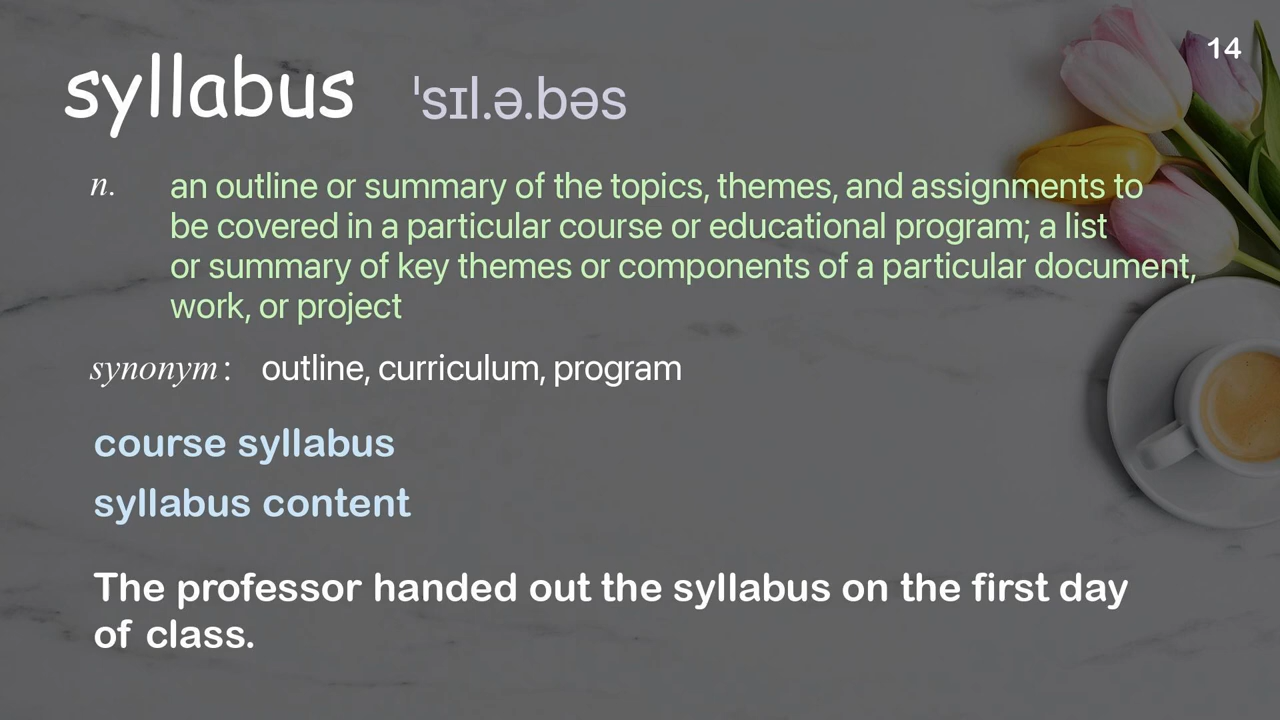 14
syllabus ˈsɪl.ə.bəs
n. an outline or summary of the topics, themes, and assignments to
be covered in a particular course or educational program; a list
or summary of key themes or components of a particular document,
work, or project
synonym: outline, curriculum, program
course syllabus
syllabus content
The professor handed out the syllabus on the first day
of class.